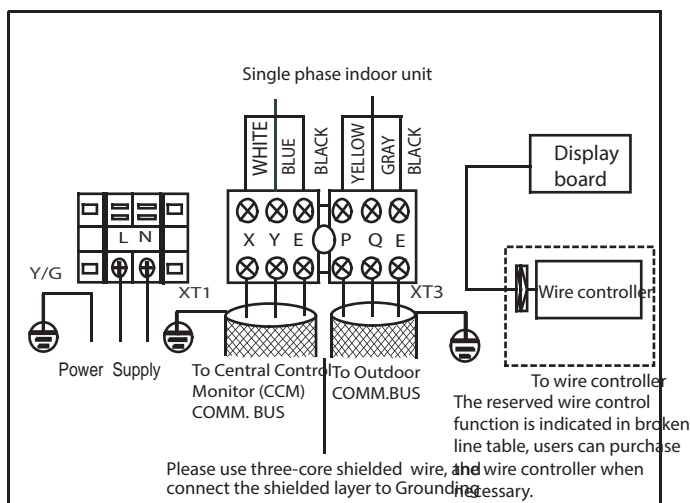 Single phase indoor unit
WHITE
BLUE
BLACK
YELLOW
GRAY
BLACK
Display
board
L N
X Y E P Q E
Y/G
XT1
XT3
Wire controller
Power Supply
To Central Control
Monitor (CCM)
COMM. BUS
To Outdoor
COMM.BUS
To wire controller
The reserved wire control
function is indicated in broken
line table, users can purchase
the wire controller when
necessary.
Please use three-core shielded wire, and
connect the shielded layer to Grounding